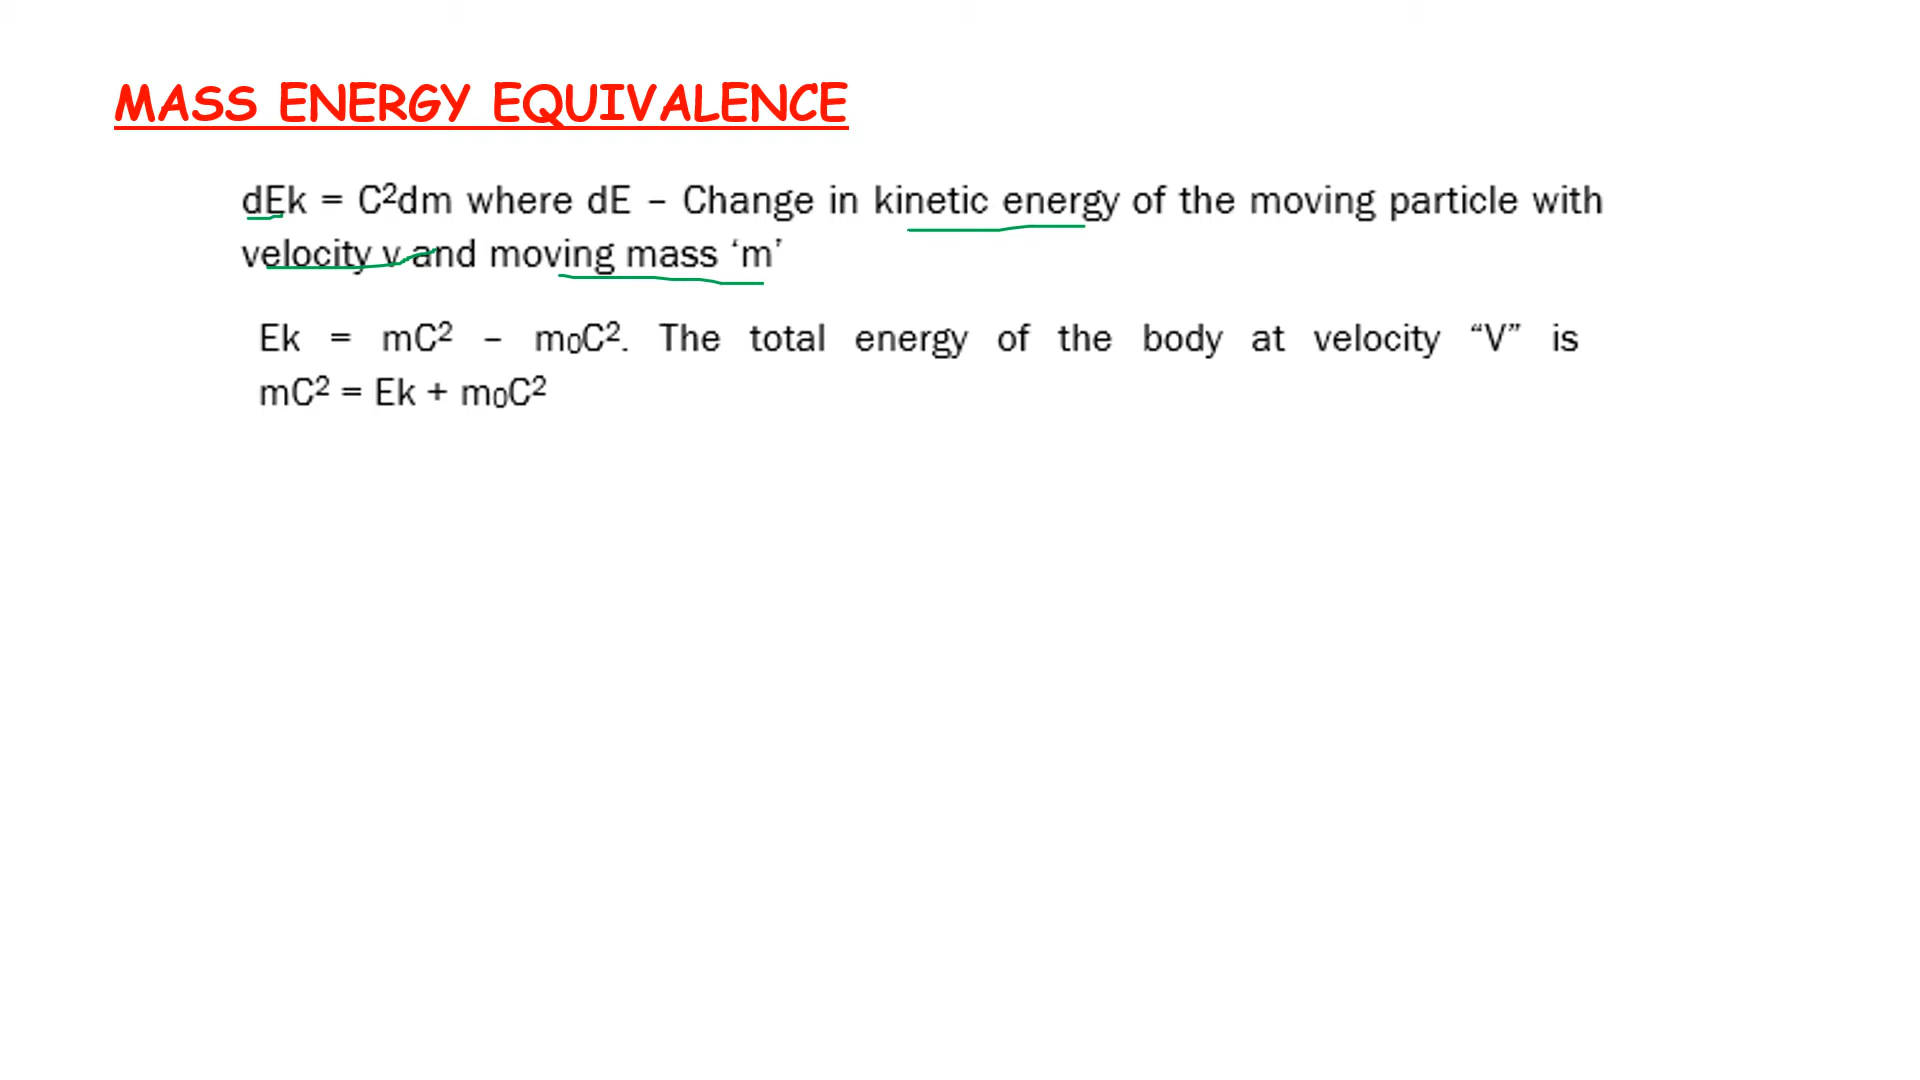 MASS ENERGY EQUIVALENCE
dEk = C²dm where dE – Change in kinetic energy of the moving particle with
velocity v and moving mass ‘m’
Ek = mC² – m₀C². The total energy of the body at velocity “V” is
mC² = Ek + m₀C²